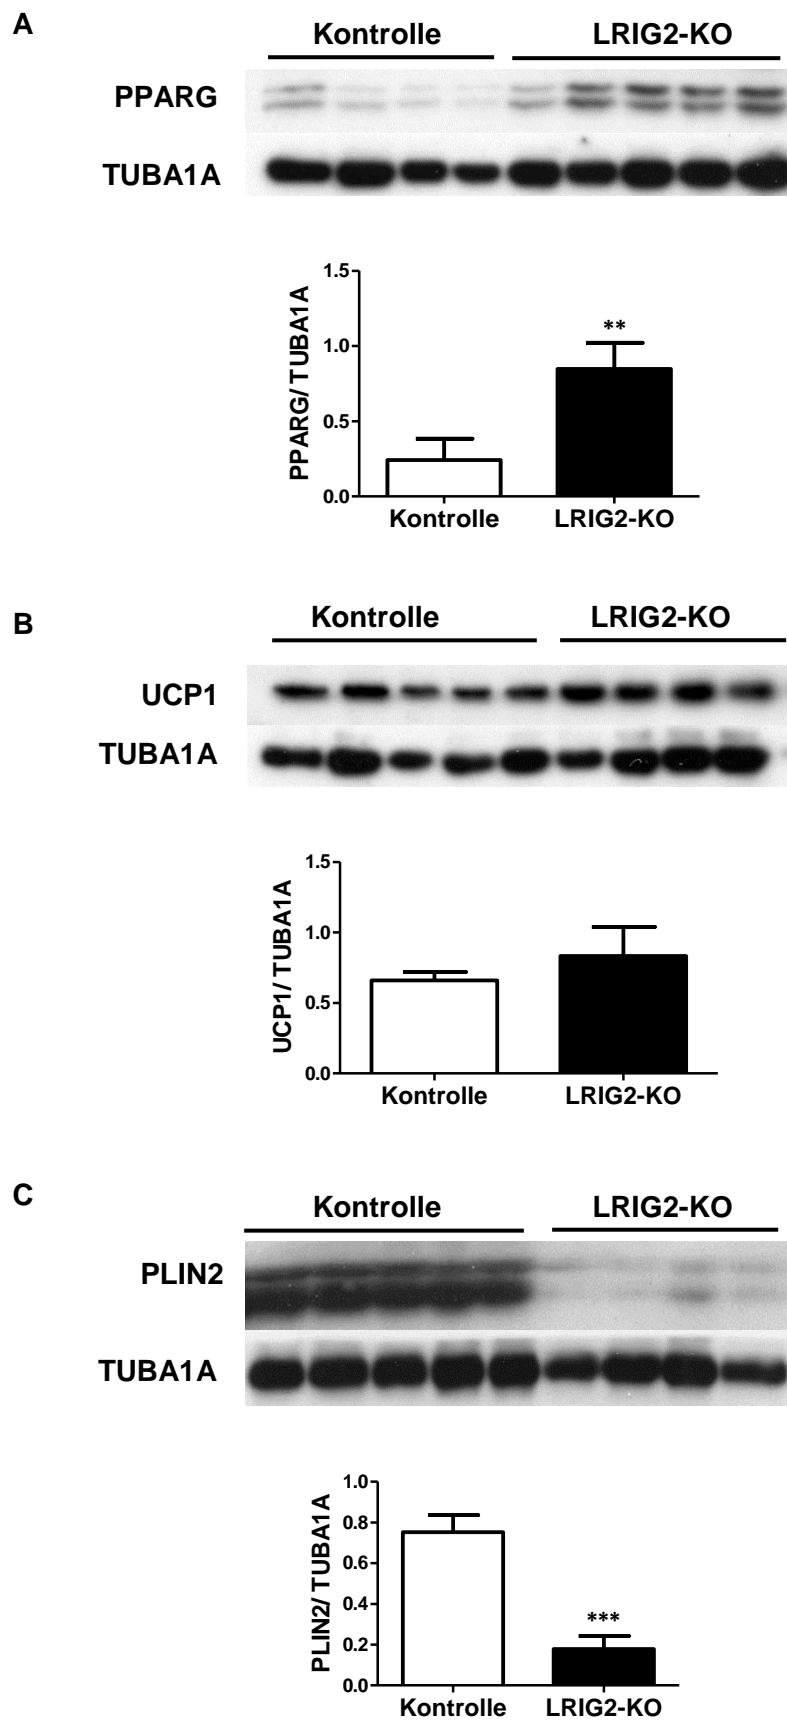 A
Kontrolle LRIG2-KO
PPARG
TUBA1A
PPARG/ TUBA1A
1.5
1.0
0.5
0.0
**
Kontrolle LRIG2-KO
B
Kontrolle LRIG2-KO
UCP1
TUBA1A
UCP1/ TUBA1A
1.5
1.0
0.5
0.0
Kontrolle LRIG2-KO
C
Kontrolle LRIG2-KO
PLIN2
TUBA1A
PLIN2/ TUBA1A
1.0
0.8
0.6
0.4
0.2
0.0
***
Kontrolle LRIG2-KO